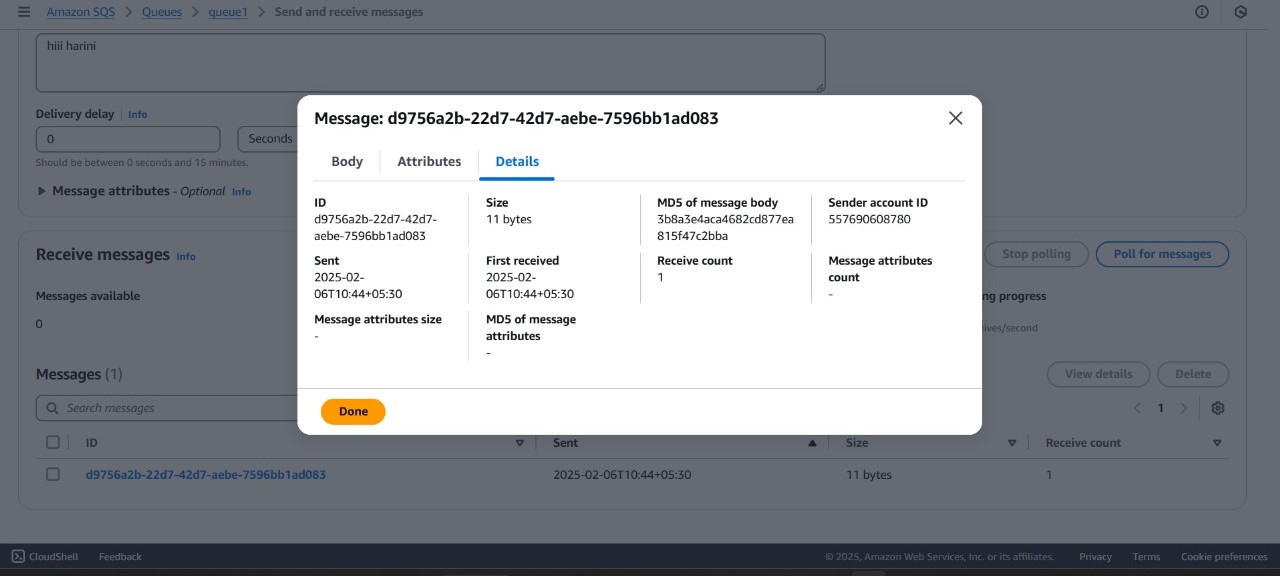 Amazon SQS > Queues > queue1 > Send and receive messages
hiii harini
Delivery delay Info
0 Seconds
Should be between 0 seconds and 15 minutes.
Message attributes - Optional Info
Message: d9756a2b-22d7-42d7-aebe-7596bb1ad083
Body Attributes Details
ID
d9756a2b-22d7-42d7-
aebe-7596bb1ad083
Size
11 bytes
MD5 of message body
3b8a3e4aca4682cd877ea
815f47c2bba
Sender account ID
557690608780
Sent
2025-02-
06T10:44+05:30
First received
2025-02-
06T10:44+05:30
Receive count
1
Message attributes
count
-
Message attributes size
-
MD5 of message
attributes
-
Done
Receive messages Info
Stop polling Poll for messages
Messages available
0
ng progress
eives/second
Messages (1)
View details Delete
Search messages
1
ID Sent Size Receive count
d9756a2b-22d7-42d7-aebe-7596bb1ad083 2025-02-06T10:44+05:30 11 bytes 1
CloudShell Feedback © 2025, Amazon Web Services, Inc. or its affiliates. Privacy Terms Cookie preferences